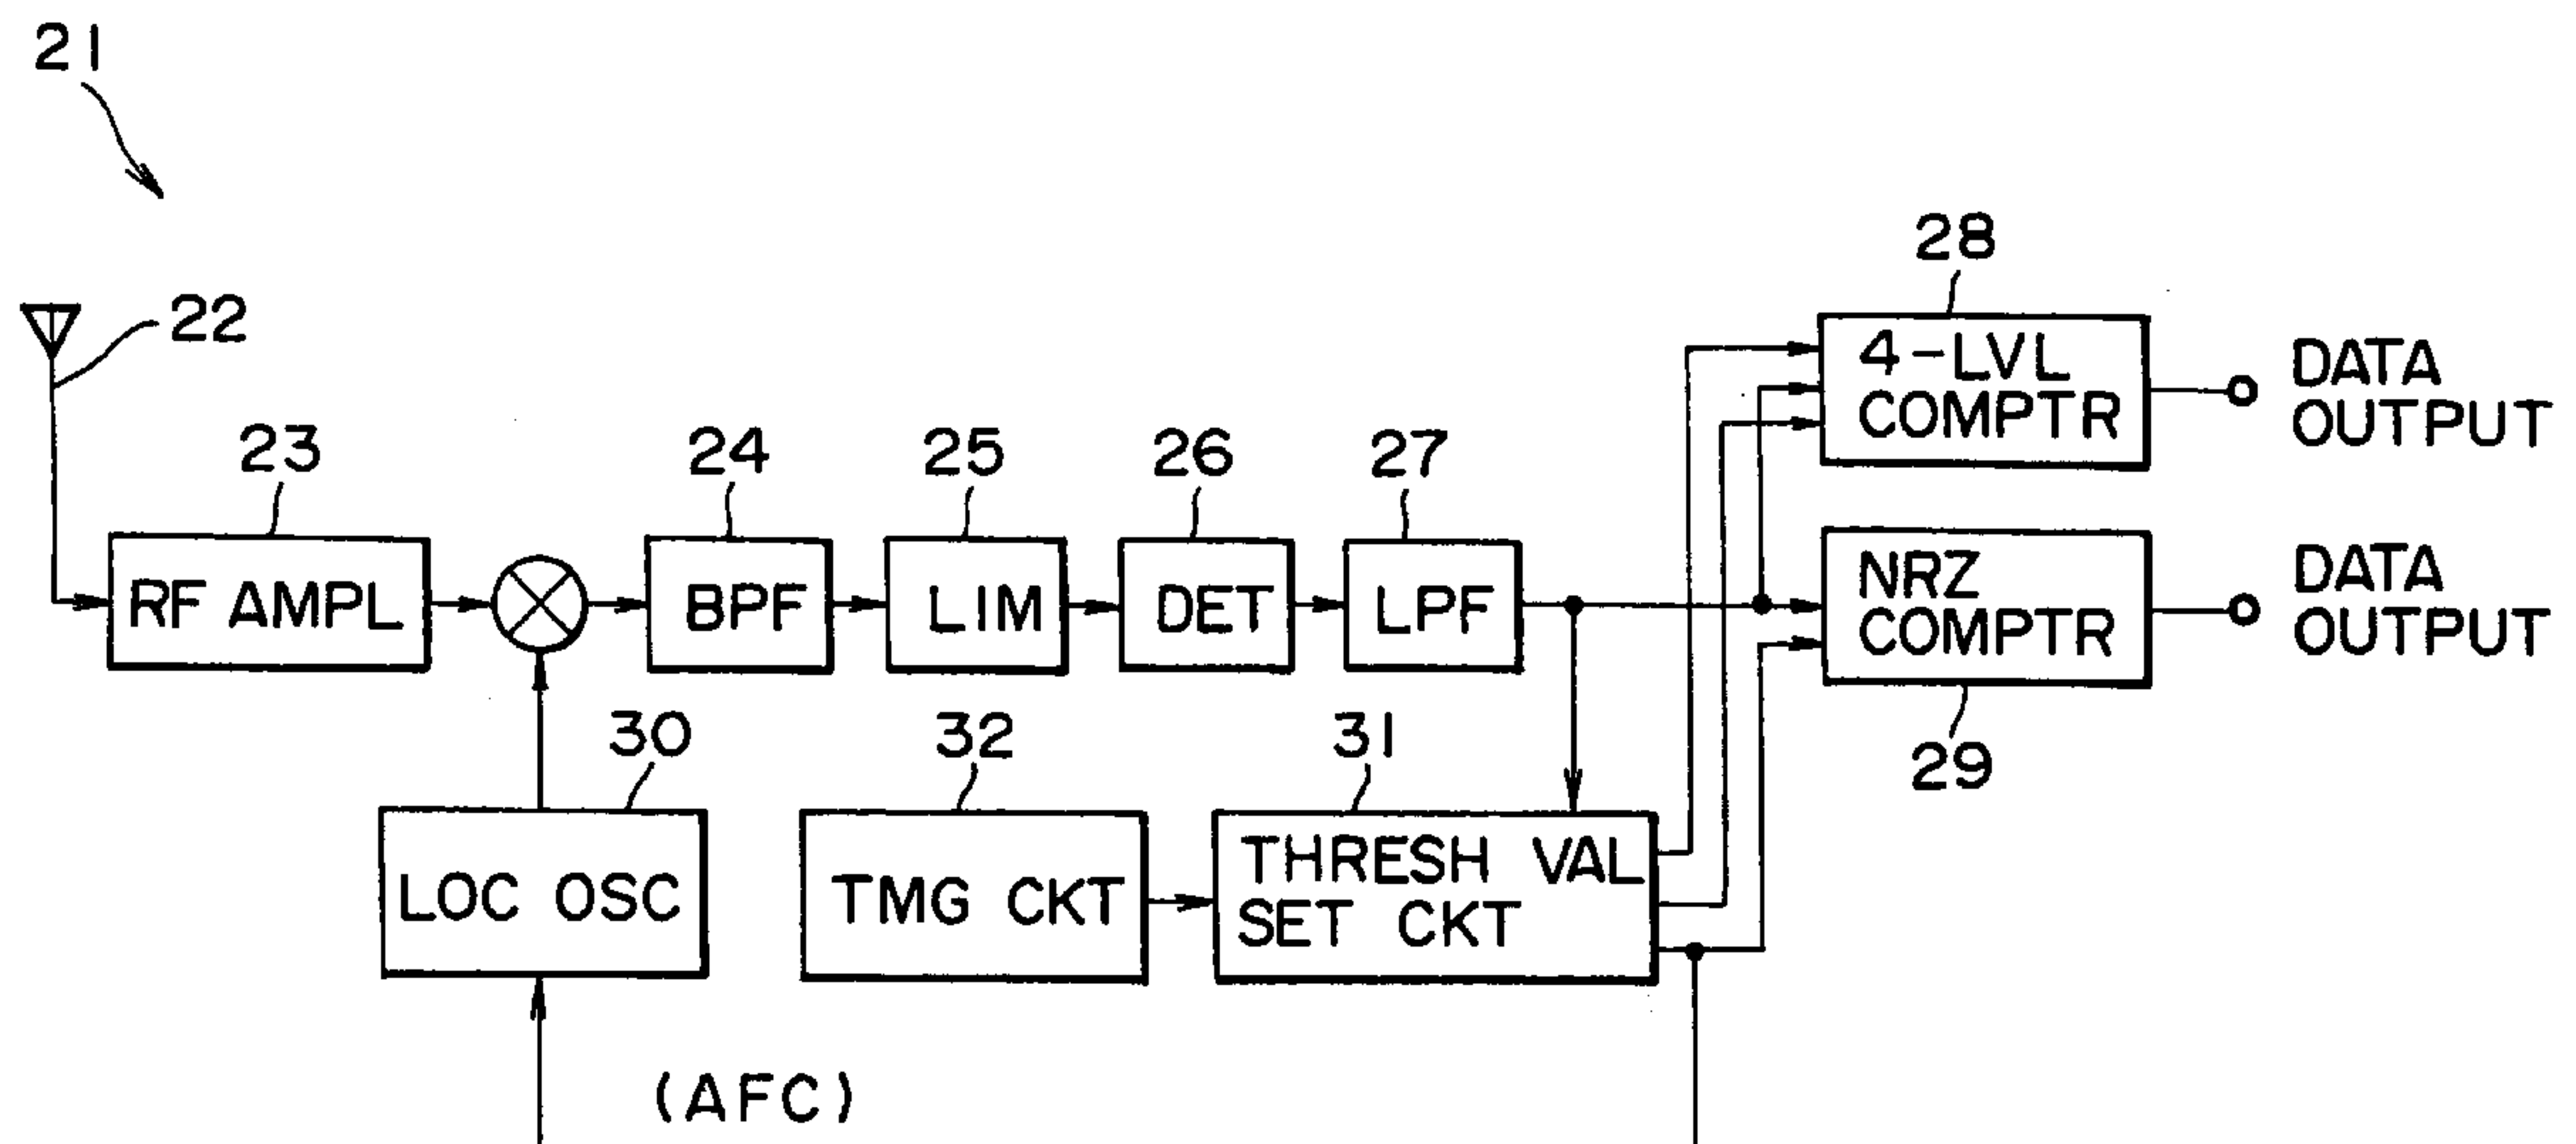 21
22
28
4-LVL
COMPTR
DATA
OUTPUT
23
24
25
26
27
RF AMPL
BPF
LIM
DET
LPF
NRZ
COMPTR
DATA
OUTPUT
29
30
32
31
LOC OSC
TMG CKT
THRESH VAL
SET CKT
(AFC)